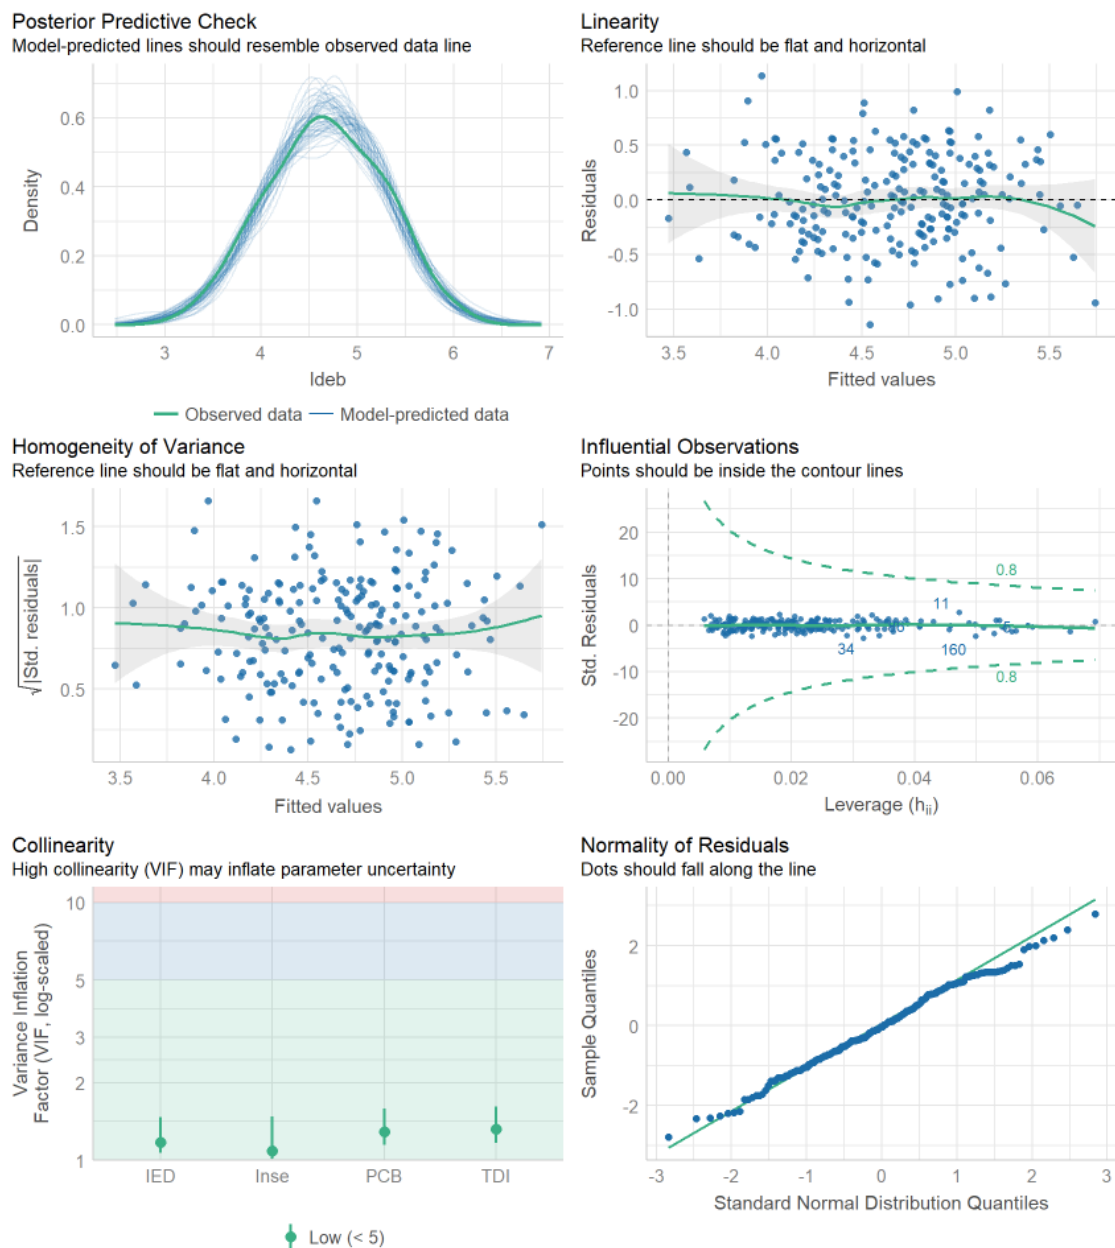 Posterior Predictive Check
Model-predicted lines should resemble observed data line
Density
0.6
0.4
0.2
0.0
3 4 5 6 7
Ideb
Observed data Model-predicted data
Linearity
Reference line should be flat and horizontal
Residuals
1.0
0.5
0.0
-0.5
-1.0
3.5 4.0 4.5 5.0 5.5
Fitted values
Homogeneity of Variance
Reference line should be flat and horizontal
√|Std. residuals|
1.5
1.0
0.5
3.5 4.0 4.5 5.0 5.5
Fitted values
Influential Observations
Points should be inside the contour lines
Std. Residuals
20
10
0
-10
-20
0.8
11
34 160
0.8
0.00 0.02 0.04 0.06
Leverage (hii)
Collinearity
High collinearity (VIF) may inflate parameter uncertainty
Variance Inflation
Factor (VIF, log-scaled)
10
5
3
2
1
IED Inse PCB TDI
Low (< 5)
Normality of Residuals
Dots should fall along the line
Sample Quantiles
2
0
-2
-3 -2 -1 0 1 2 3
Standard Normal Distribution Quantiles